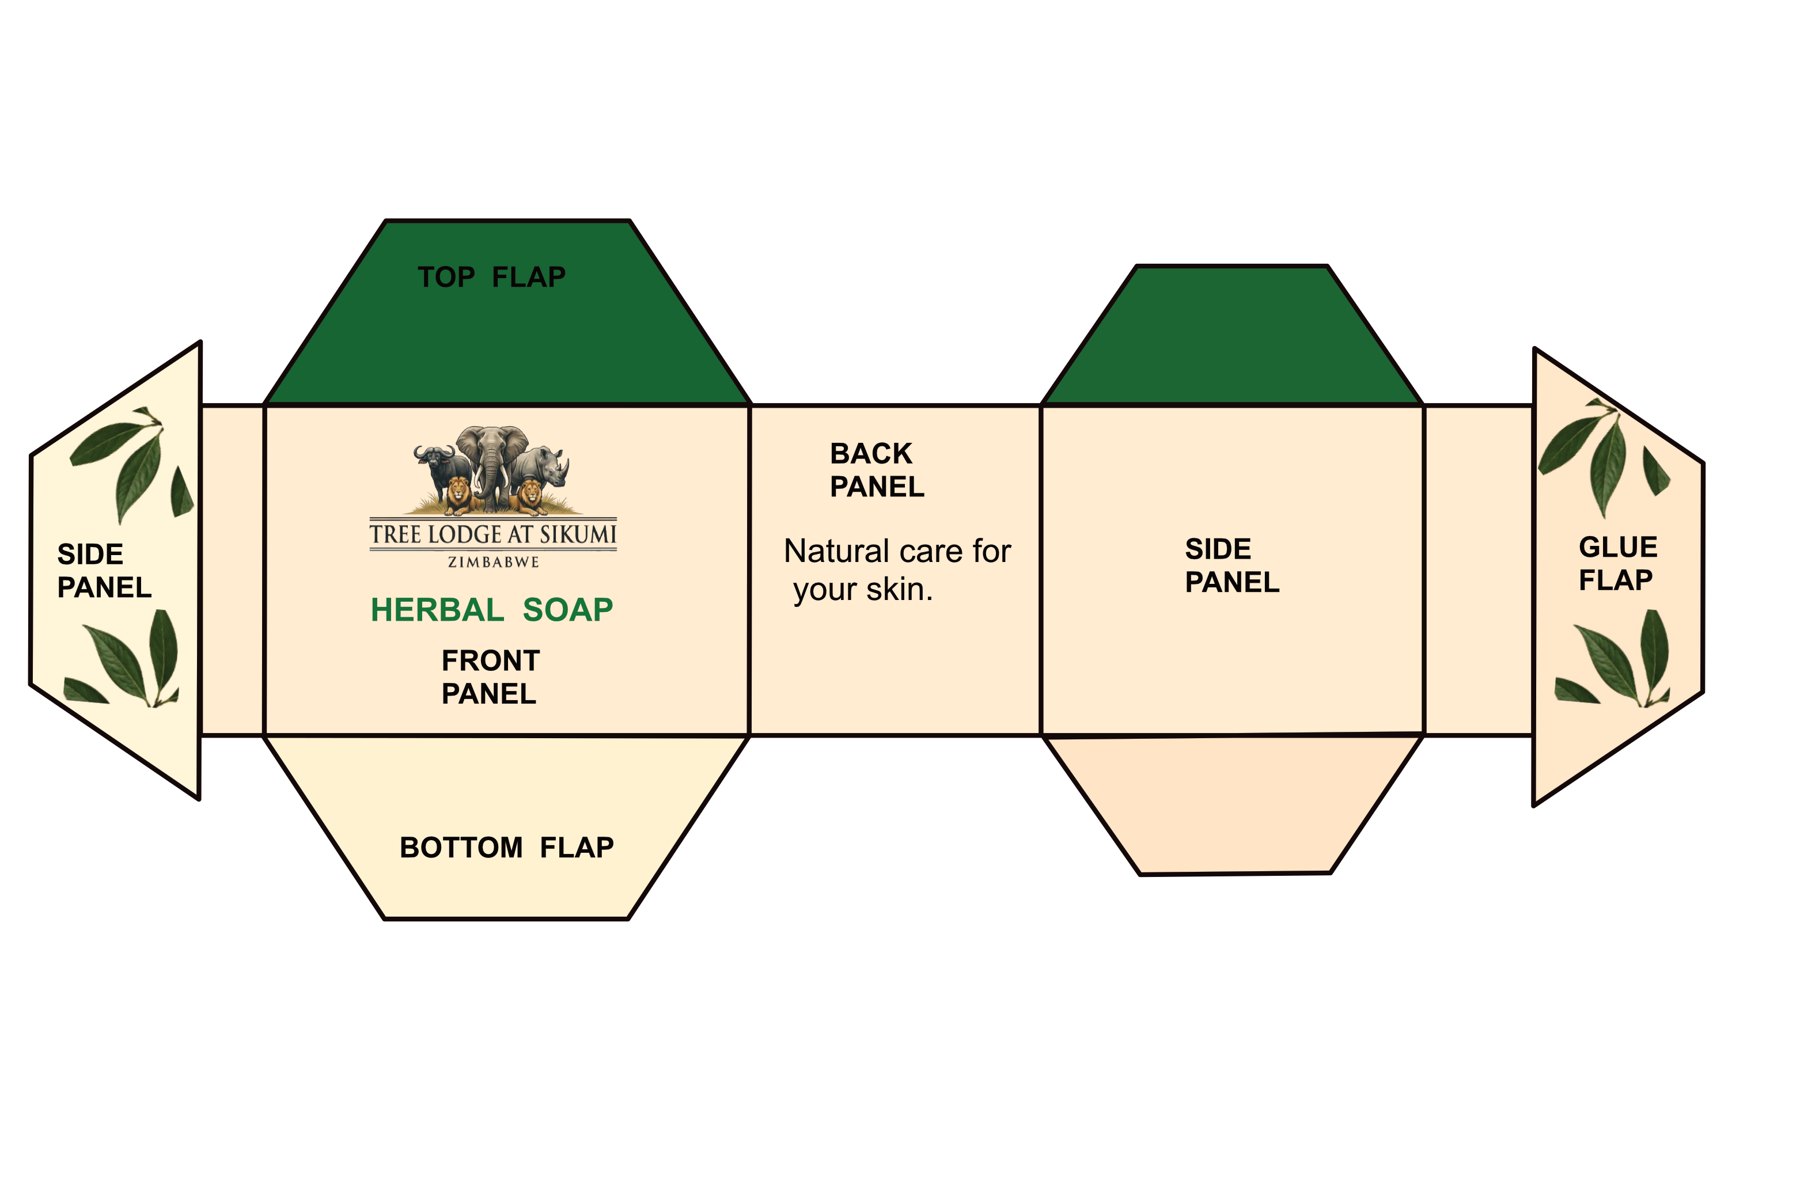 TOP FLAP
SIDE
PANEL
TREE LODGE AT SIKUMI
ZIMBABWE
HERBAL SOAP
FRONT
PANEL
BOTTOM FLAP
BACK
PANEL
Natural care for
your skin.
SIDE
PANEL
GLUE
FLAP